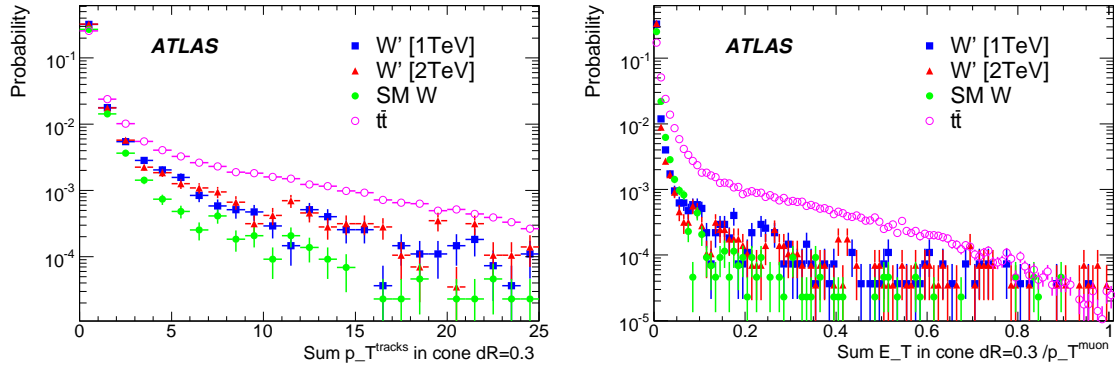 Probability
ATLAS
W' [1TeV]
W' [2TeV]
SM W
tt̄
10⁻¹
10⁻²
10⁻³
10⁻⁴
0 5 10 15 20 25
Sum p_T^tracks in cone dR=0.3
Probability
ATLAS
W' [1TeV]
W' [2TeV]
SM W
tt̄
10⁻¹
10⁻²
10⁻³
10⁻⁴
10⁻⁵
0 0.2 0.4 0.6 0.8 1
Sum E_T in cone dR=0.3 /p_T^muon